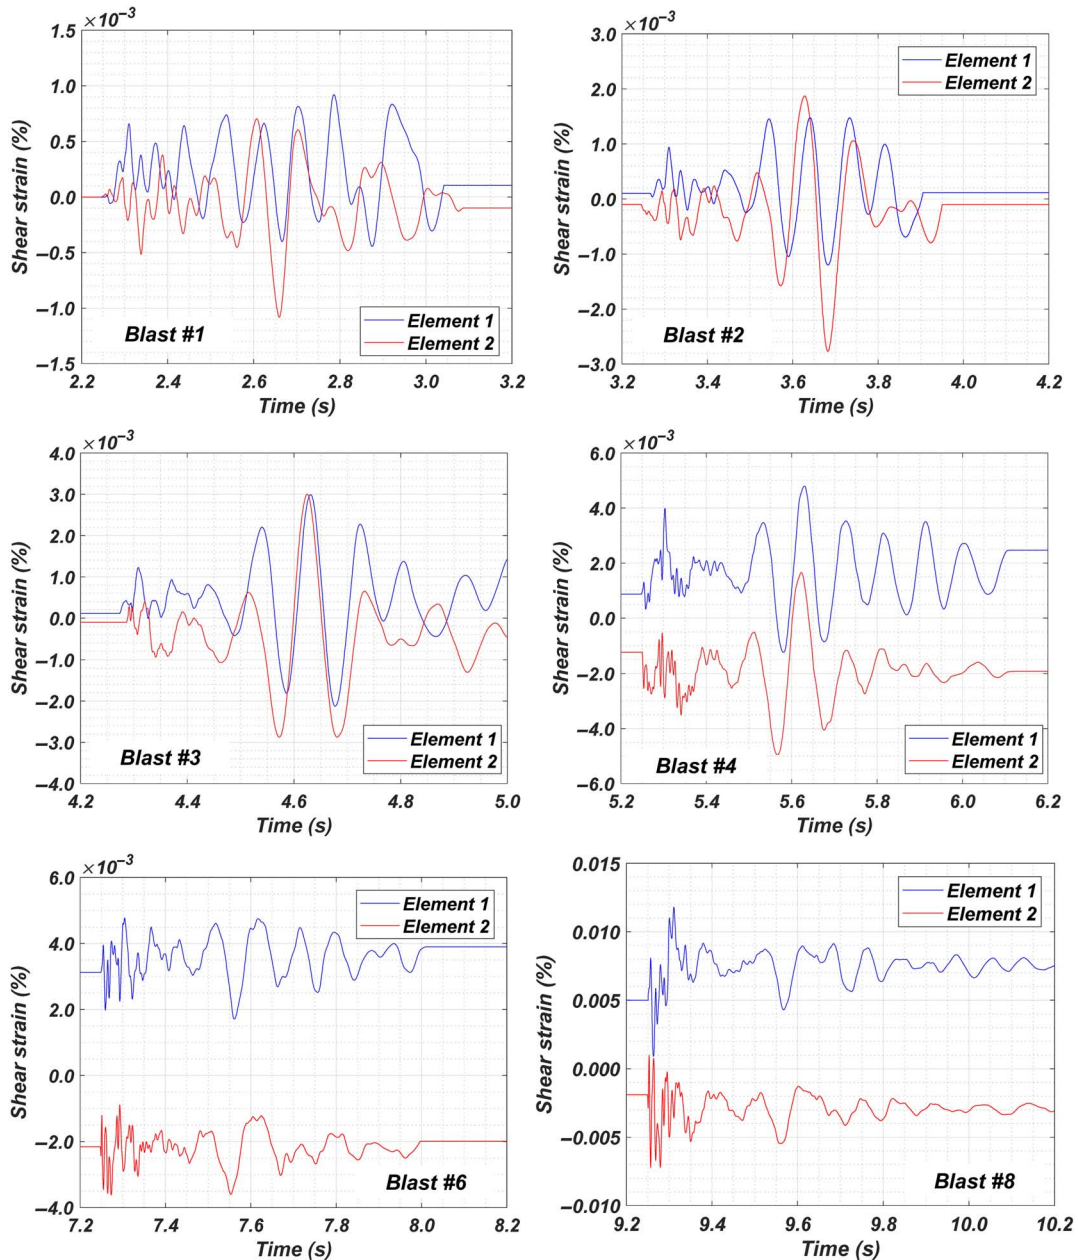 ×10⁻³
1.5
1.0
0.5
0.0
−0.5
−1.0
−1.5
Shear strain (%)
Element 1
Element 2
Blast #1
2.2 2.4 2.6 2.8 3.0 3.2
Time (s)
×10⁻³
3.0
2.0
1.0
0.0
−1.0
−2.0
−3.0
Shear strain (%)
Element 1
Element 2
Blast #2
3.2 3.4 3.6 3.8 4.0 4.2
Time (s)
×10⁻³
4.0
3.0
2.0
1.0
0.0
−1.0
−2.0
−3.0
−4.0
Shear strain (%)
Element 1
Element 2
Blast #3
4.2 4.4 4.6 4.8 5.0
Time (s)
×10⁻³
6.0
4.0
2.0
0.0
−2.0
−4.0
−6.0
Shear strain (%)
Element 1
Element 2
Blast #4
5.2 5.4 5.6 5.8 6.0 6.2
Time (s)
×10⁻³
6.0
4.0
2.0
0.0
−2.0
−4.0
Shear strain (%)
Element 1
Element 2
Blast #6
7.2 7.3 7.5 7.7 7.8 8.0 8.2
Time (s)
0.015
0.010
0.005
0.000
−0.005
−0.010
Shear strain (%)
Element 1
Element 2
Blast #8
9.2 9.4 9.6 9.8 10.0 10.2
Time (s)